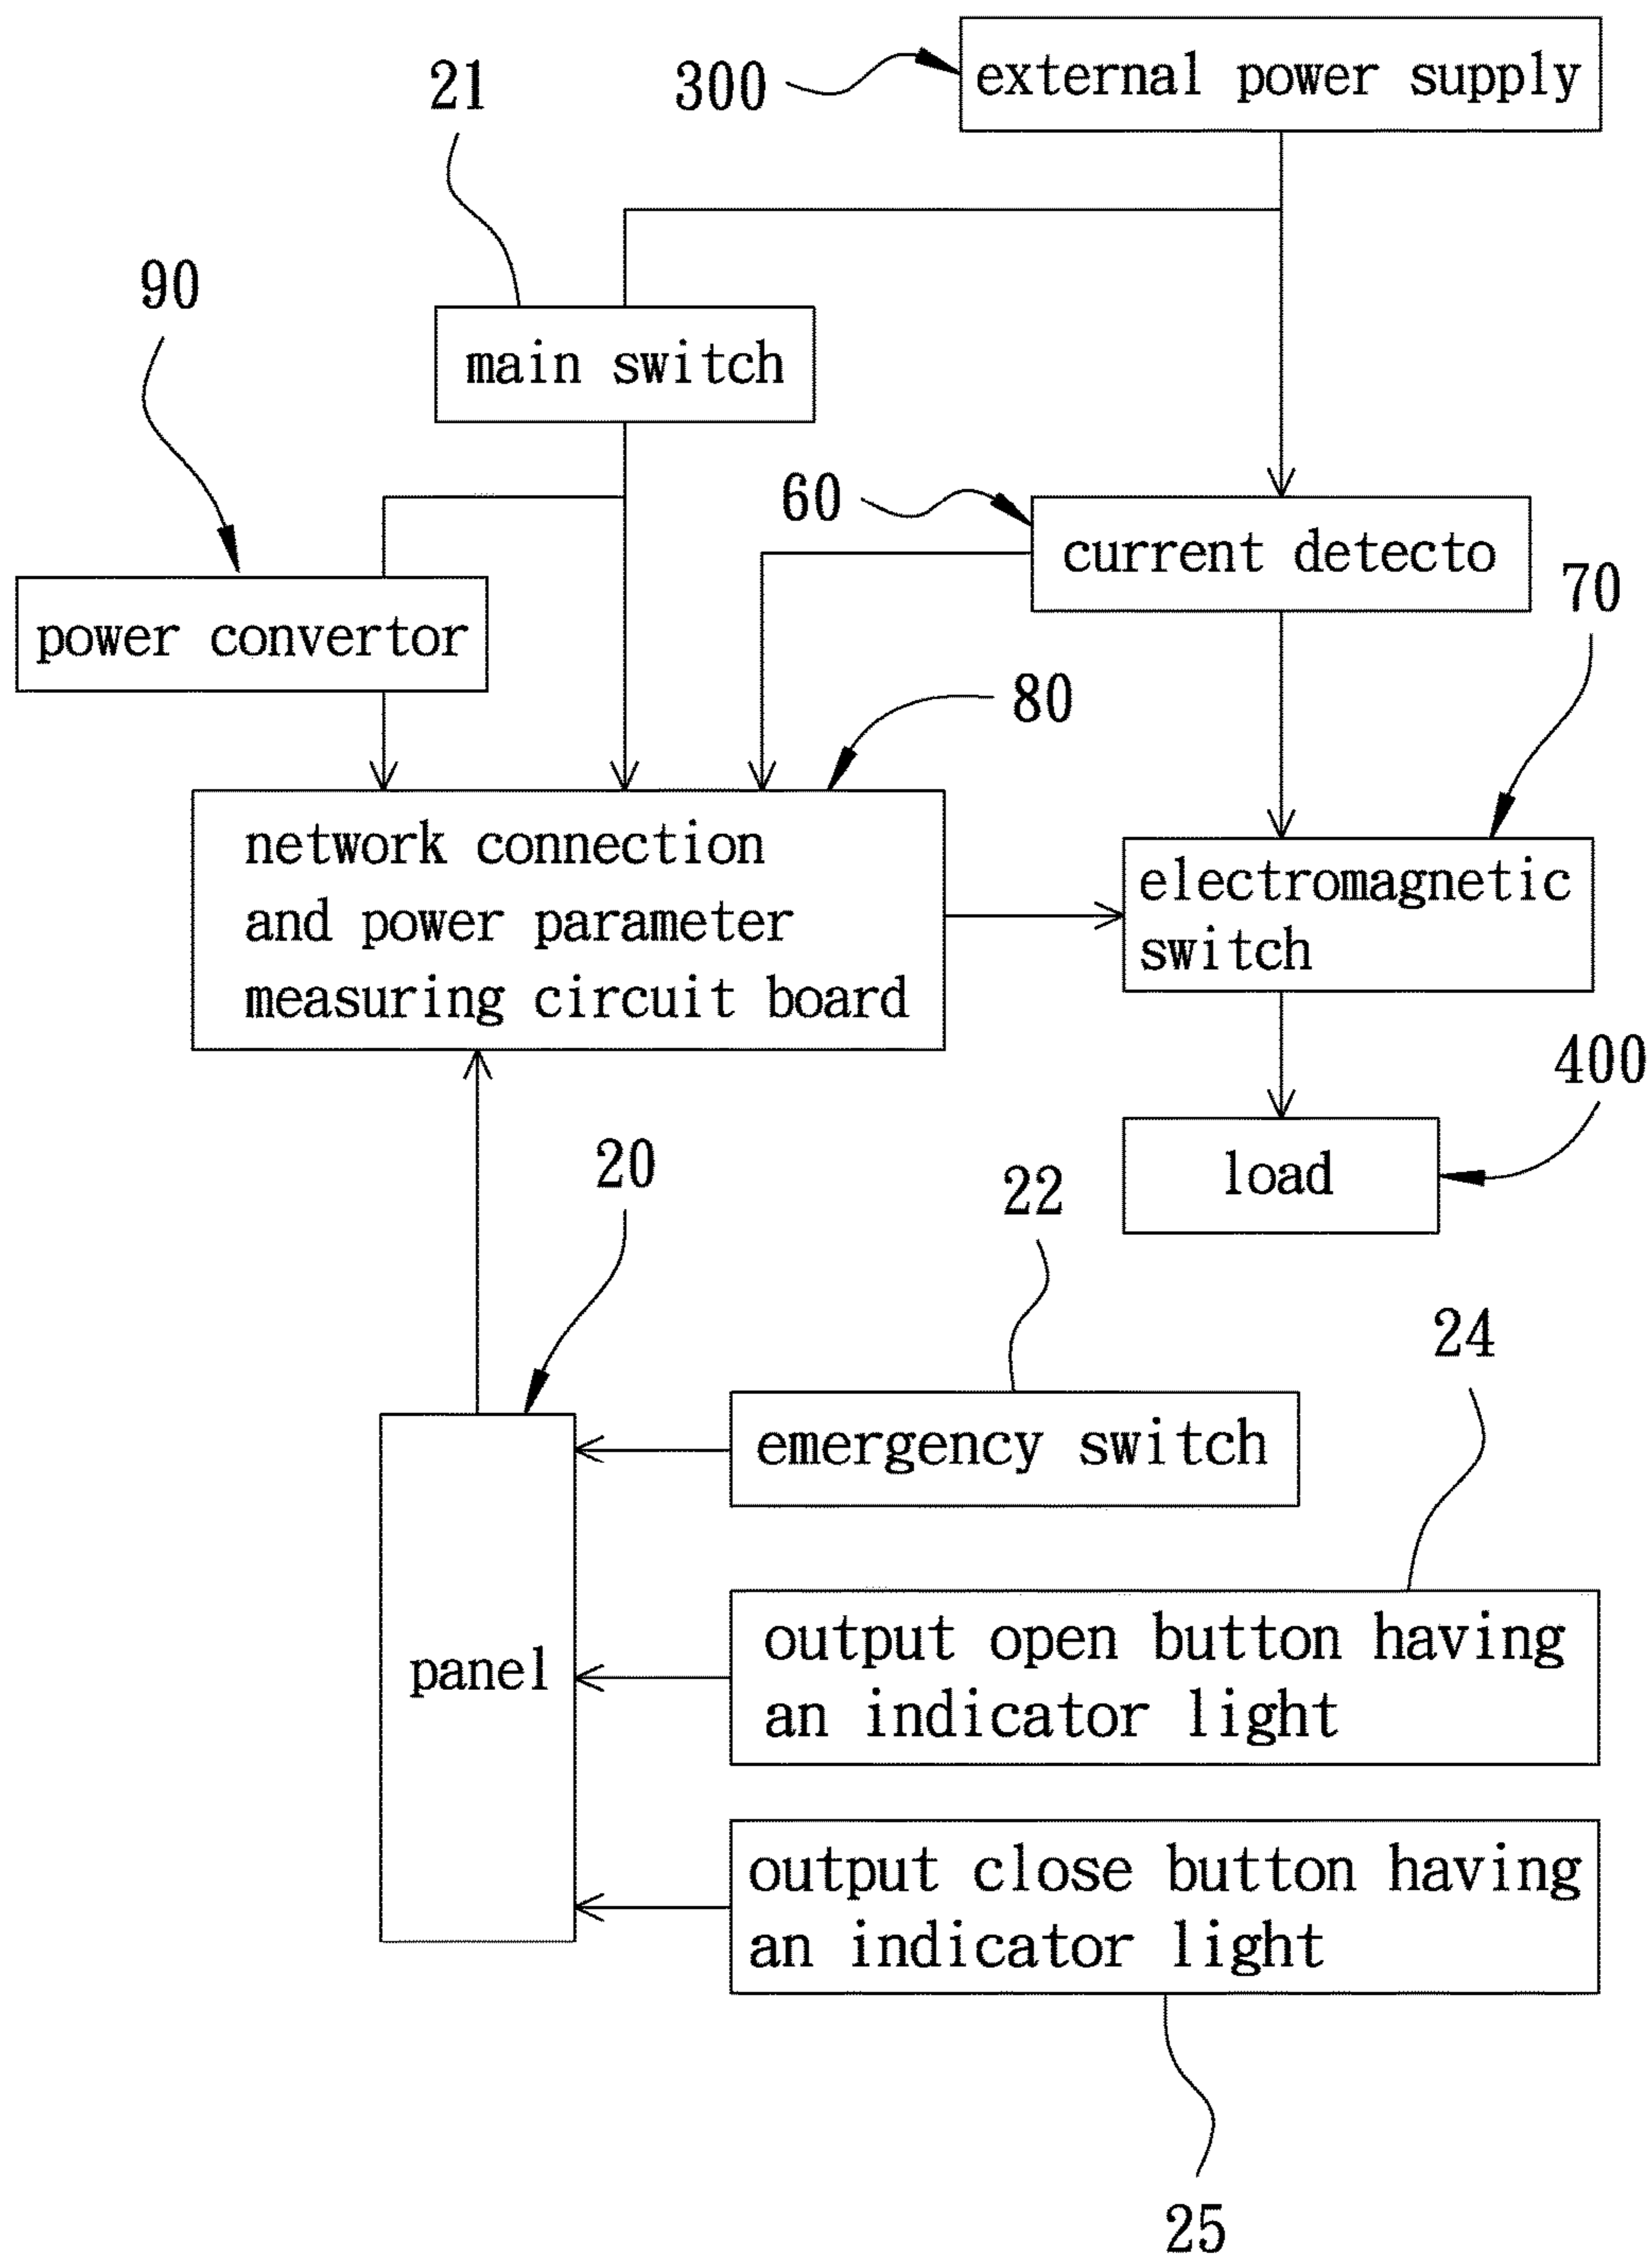 300
external power supply
21
90
main switch
60
current detecto
70
power convertor
80
network connection
and power parameter
measuring circuit board
electromagnetic
switch
400
load
20
22
24
emergency switch
panel
output open button having
an indicator light
output close button having
an indicator light
25